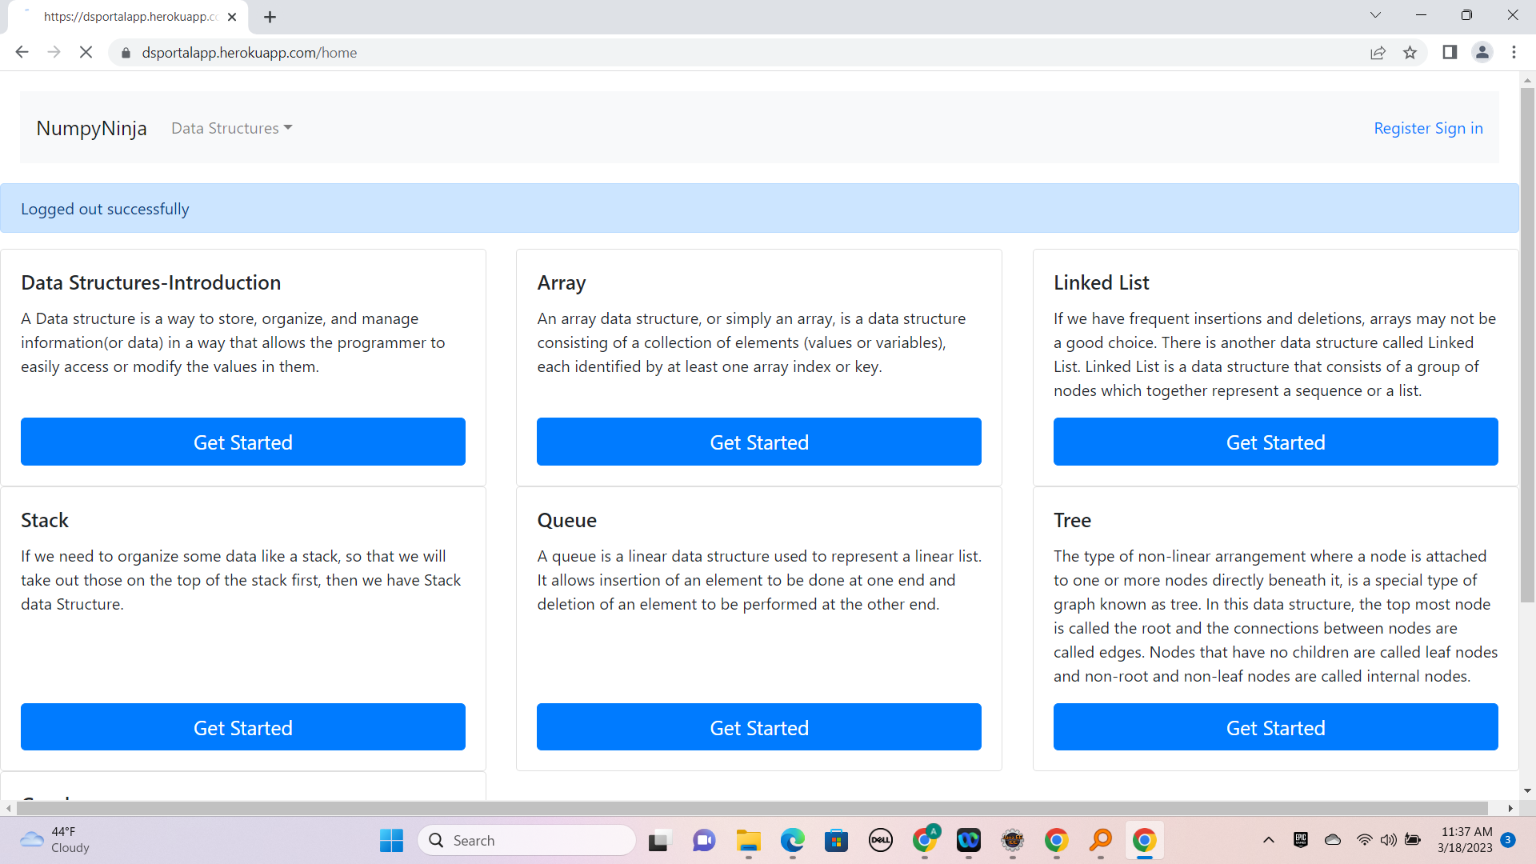 https://dsportalapp.herokuapp.co
dsportalapp.herokuapp.com/home
NumpyNinja
Data Structures
Register Sign in
Logged out successfully
Data Structures-Introduction
A Data structure is a way to store, organize, and manage
information(or data) in a way that allows the programmer to
easily access or modify the values in them.
Get Started
Array
An array data structure, or simply an array, is a data structure
consisting of a collection of elements (values or variables),
each identified by at least one array index or key.
Get Started
Linked List
If we have frequent insertions and deletions, arrays may not be
a good choice. There is another data structure called Linked
List. Linked List is a data structure that consists of a group of
nodes which together represent a sequence or a list.
Get Started
Stack
If we need to organize some data like a stack, so that we will
take out those on the top of the stack first, then we have Stack
data Structure.
Get Started
Queue
A queue is a linear data structure used to represent a linear list.
It allows insertion of an element to be done at one end and
deletion of an element to be performed at the other end.
Get Started
Tree
The type of non-linear arrangement where a node is attached
to one or more nodes directly beneath it, is a special type of
graph known as tree. In this data structure, the top most node
is called the root and the connections between nodes are
called edges. Nodes that have no children are called leaf nodes
and non-root and non-leaf nodes are called internal nodes.
Get Started
44°F
Cloudy
Search
DELL
A
EPIC
11:37 AM
3/18/2023
3